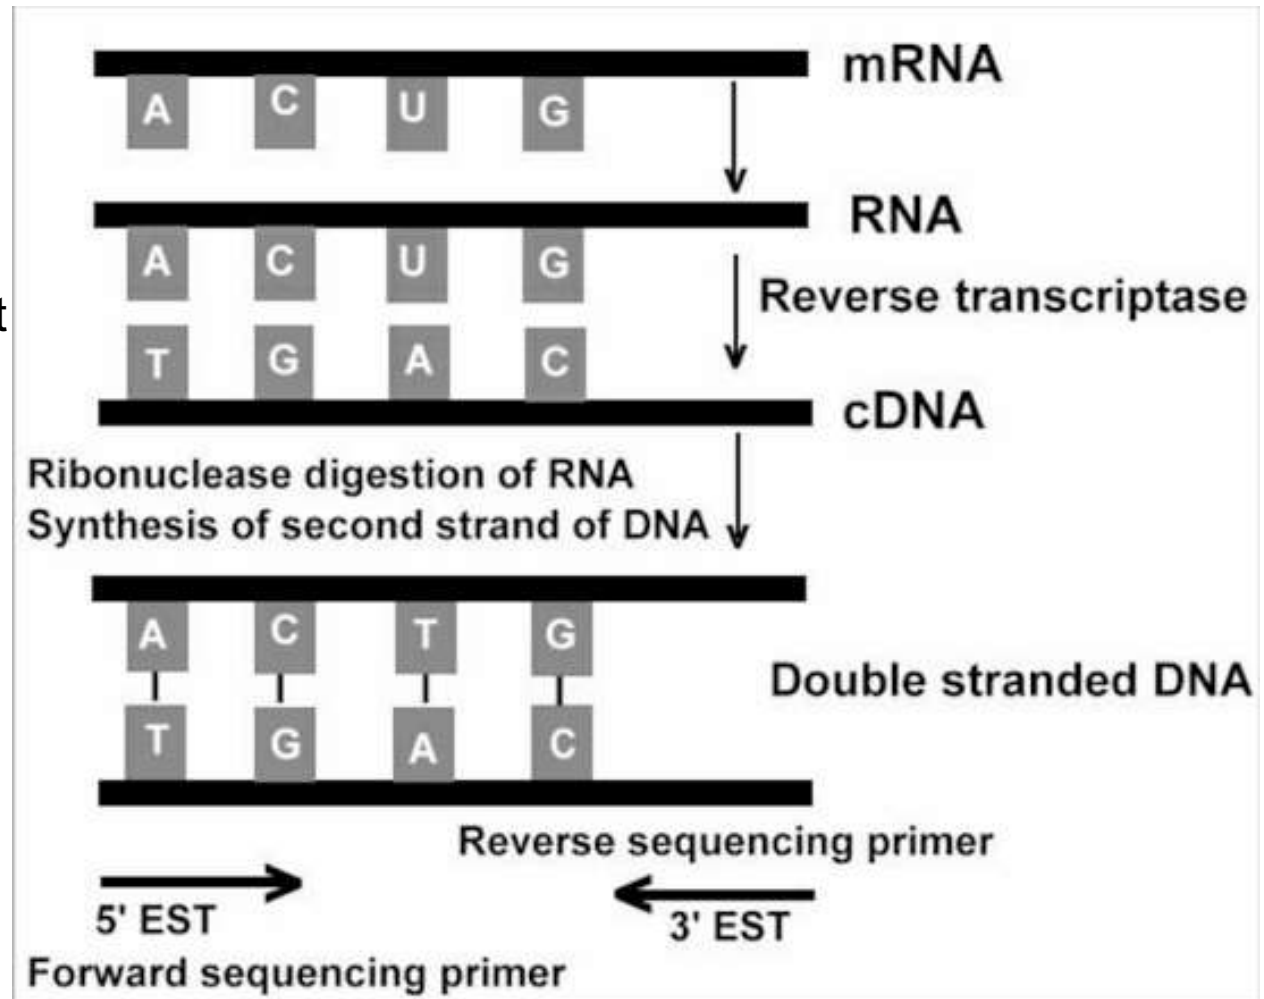 mRNA
A C U G
RNA
A C U G
Reverse transcriptase
t
T G A C
cDNA
Ribonuclease digestion of RNA
Synthesis of second strand of DNA
A C T G
Double stranded DNA
T G A C
Reverse sequencing primer
5' EST
3' EST
Forward sequencing primer